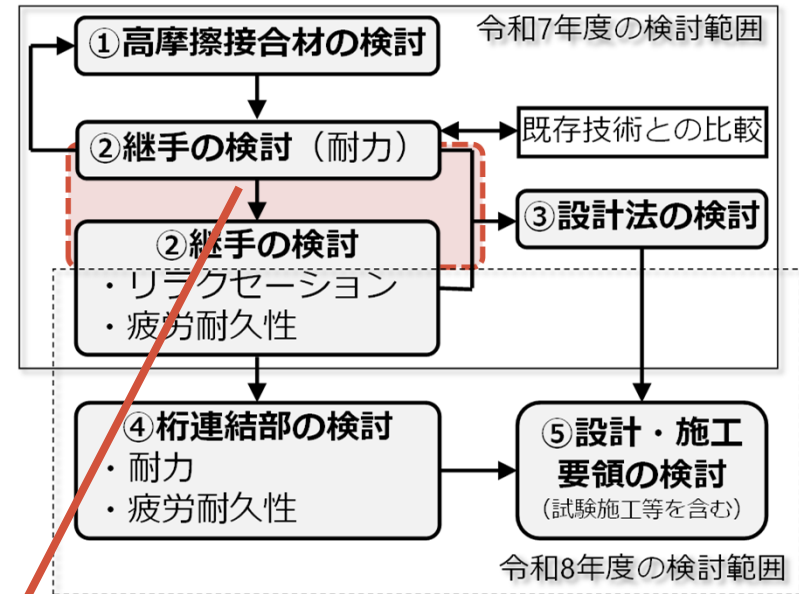 令和7年度の検討範囲
①高摩擦接合材の検討
②継手の検討（耐力）
既存技術との比較
③設計法の検討
②継手の検討
・リラクセーション
・疲労耐久性
④桁連結部の検討
・耐力
・疲労耐久性
⑤設計・施工
要領の検討
（試験施工等を含む）
令和8年度の検討範囲